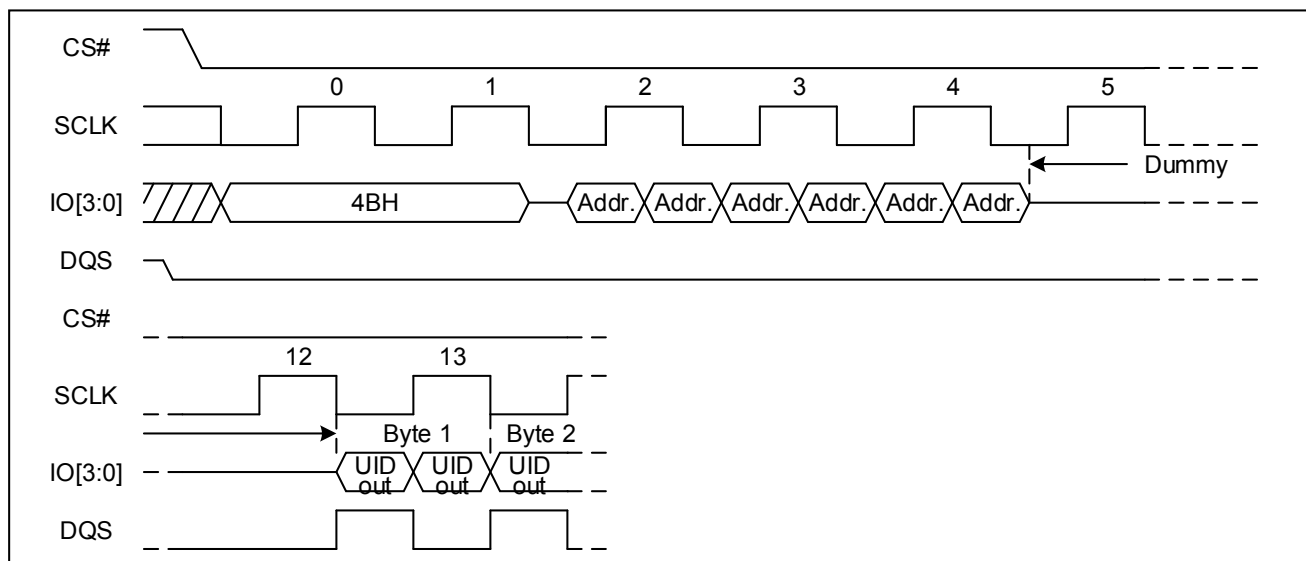 CS#
0 1 2 3 4 5
SCLK
Dummy
IO[3:0] 4BH Addr. Addr. Addr. Addr. Addr. Addr.
DQS
CS#
12 13
SCLK
Byte 1 Byte 2
IO[3:0] UID out UID out UID out
DQS